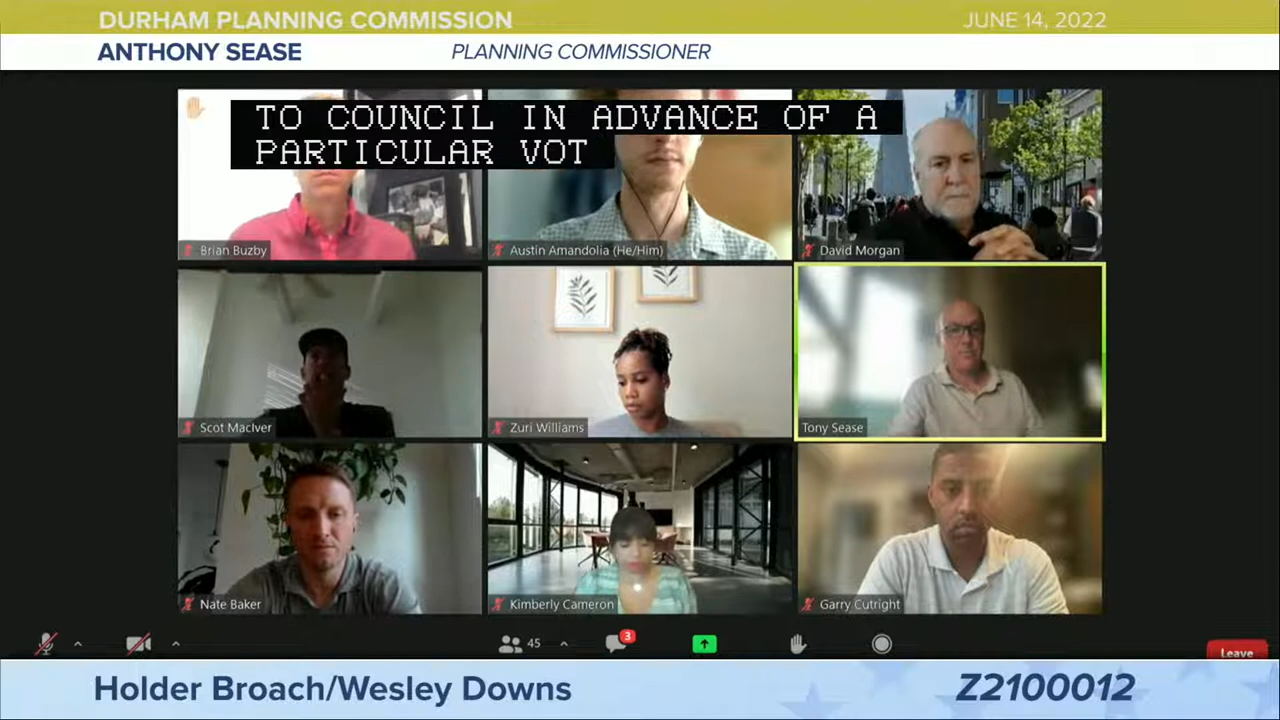 DURHAM PLANNING COMMISSION JUNE 14, 2022
ANTHONY SEASE PLANNING COMMISSIONER
TO COUNCIL IN ADVANCE OF A
PARTICULAR VOT
Brian Buzby
Austin Amandolia (He/Him)
David Morgan
Scot MacIver
Zuri Williams
Tony Sease
Nate Baker
Kimberly Cameron
Garry Cutright
45
3
Leave
Holder Broach/Wesley Downs Z2100012